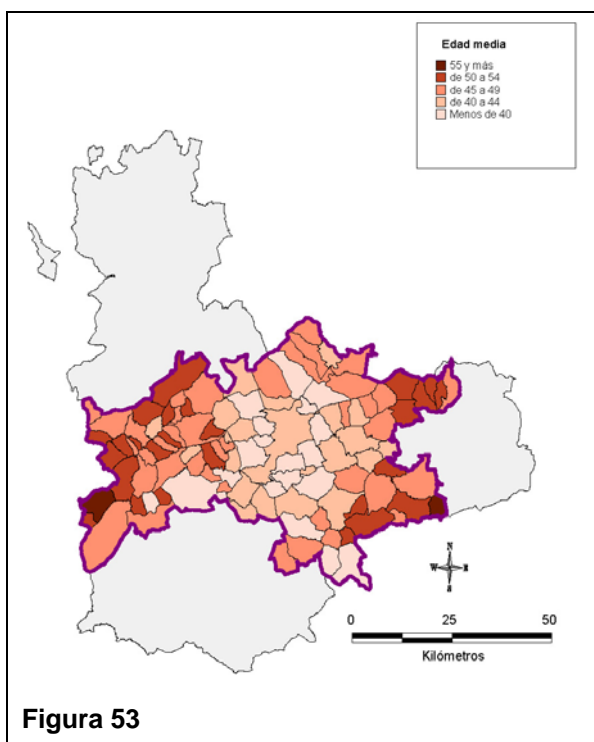 Edad media
55 y más
de 50 a 54
de 45 a 49
de 40 a 44
Menos de 40
N
W E
S
0 25 50
Kilómetros
Figura 53